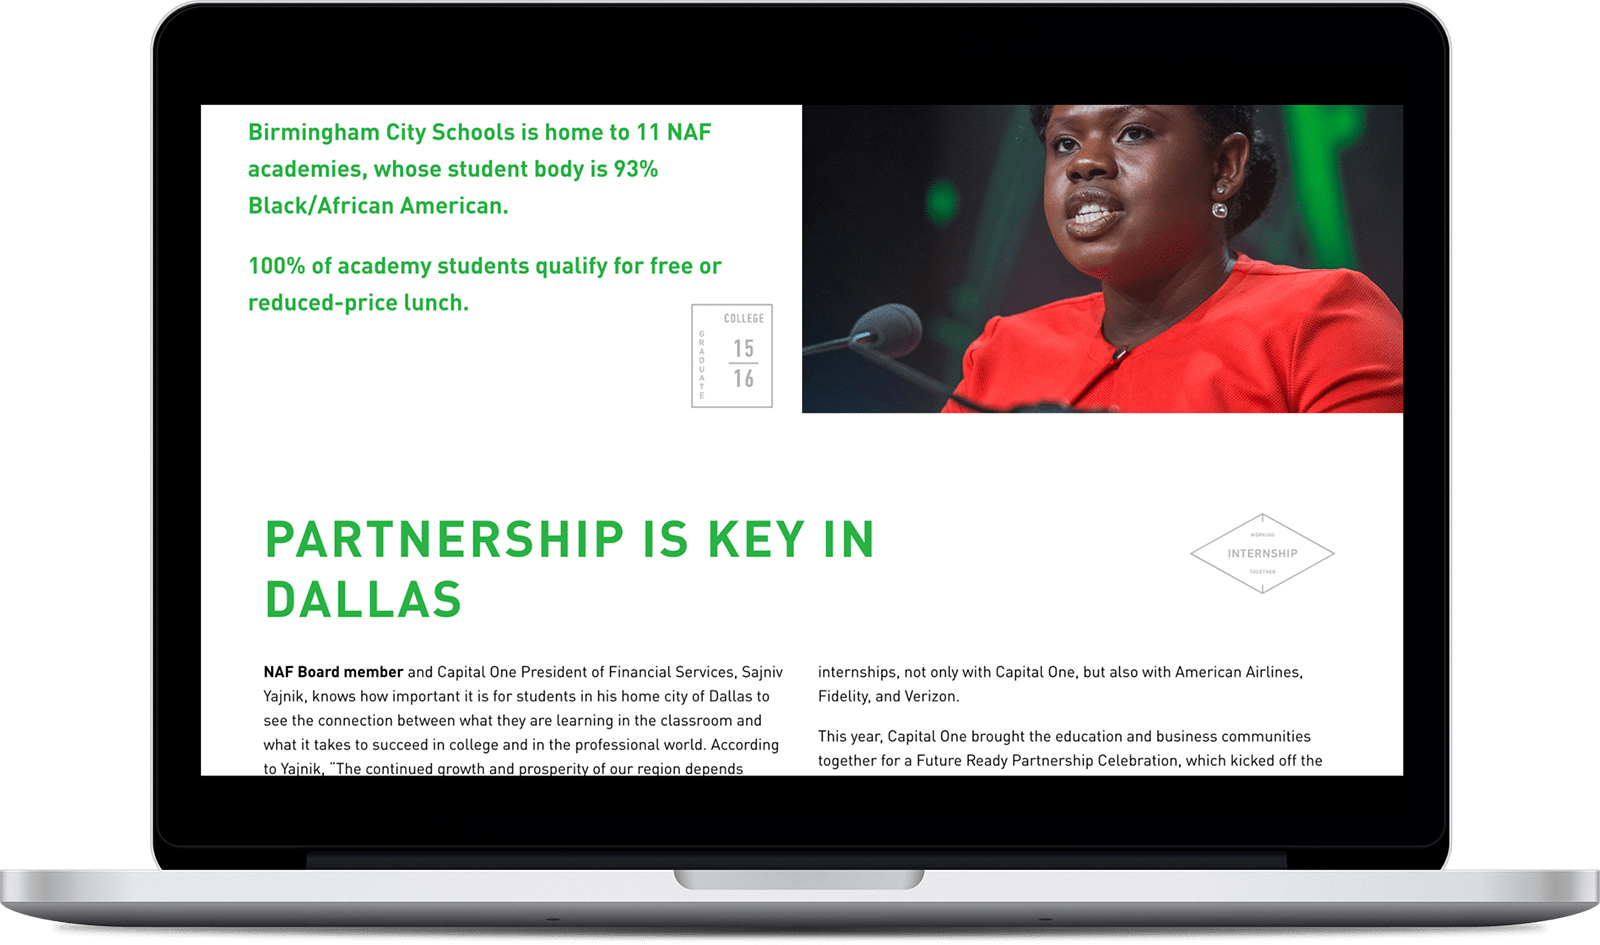 Birmingham City Schools is home to 11 NAF
academies, whose student body is 93%
Black/African American.
100% of academy students qualify for free or
reduced-price lunch.
COLLEGE
GRADUATE
15
16
PARTNERSHIP IS KEY IN
DALLAS
WORKING
INTERNSHIP
TOGETHER
NAF Board member and Capital One President of Financial Services, Sajniv
Yajnik, knows how important it is for students in his home city of Dallas to
see the connection between what they are learning in the classroom and
what it takes to succeed in college and in the professional world. According
to Yajnik, “The continued growth and prosperity of our region depends
internships, not only with Capital One, but also with American Airlines,
Fidelity, and Verizon.
This year, Capital One brought the education and business communities
together for a Future Ready Partnership Celebration, which kicked off the